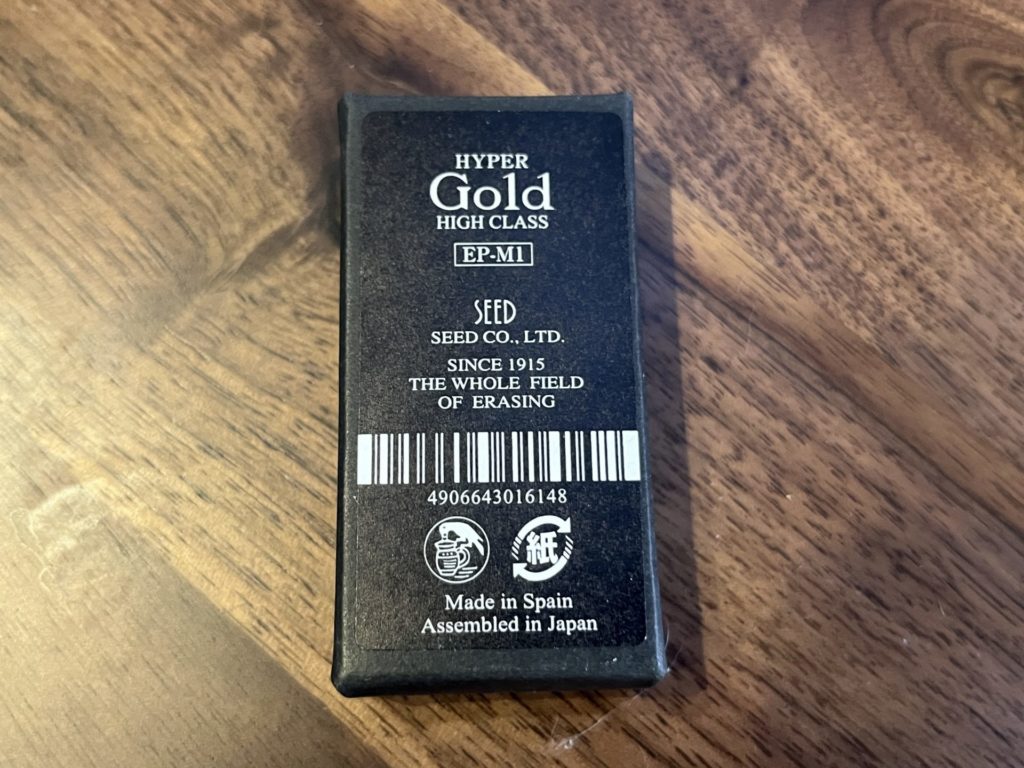 HYPER
Gold
HIGH CLASS
EP-M1
SEED
SEED CO., LTD.
SINCE 1915
THE WHOLE FIELD
OF ERASING
4906643016148
紙
Made in Spain
Assembled in Japan